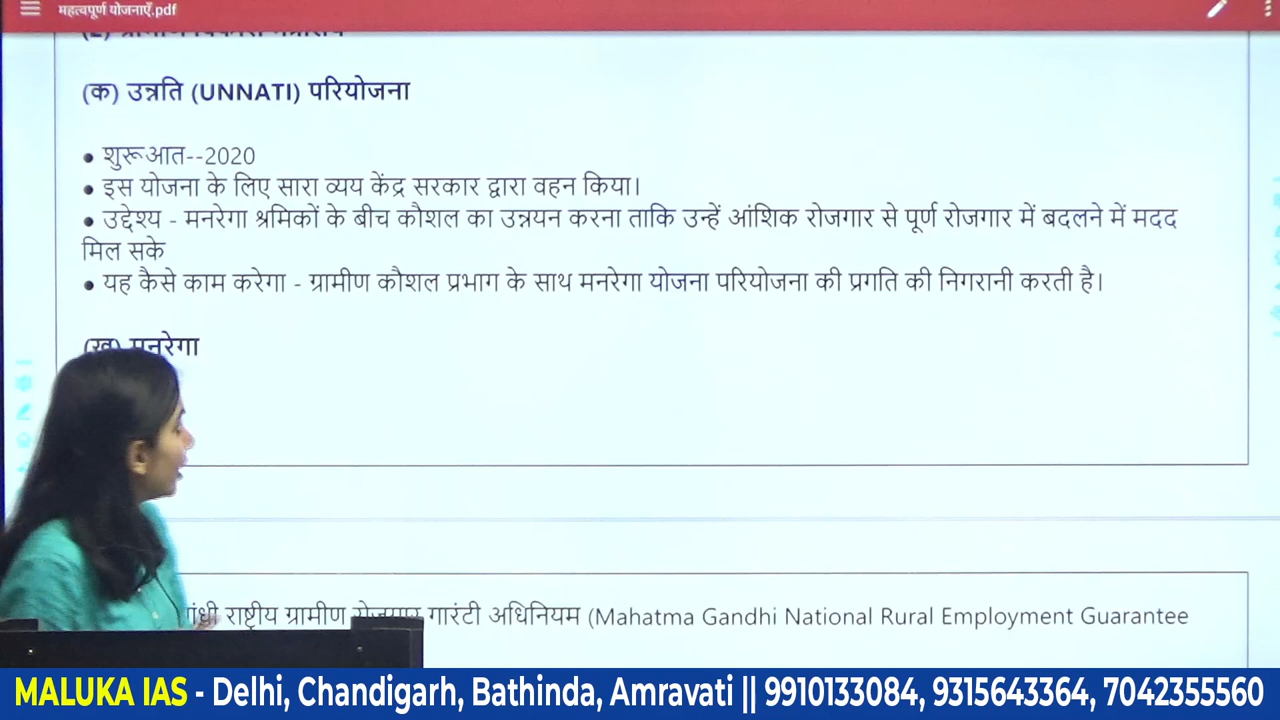 महत्वपूर्ण योजनाएँ.pdf
(क) उन्नति (UNNATI) परियोजना
● शुरूआत--2020
● इस योजना के लिए सारा व्यय केंद्र सरकार द्वारा वहन किया।
● उद्देश्य - मनरेगा श्रमिकों के बीच कौशल का उन्नयन करना ताकि उन्हें आंशिक रोजगार से पूर्ण रोजगार में बदलने में मदद
मिल सके
● यह कैसे काम करेगा - ग्रामीण कौशल प्रभाग के साथ मनरेगा योजना परियोजना की प्रगति की निगरानी करती है।
(ख) मनरेगा
राष्ट्रीय ग्रामीण रोजगार गारंटी अधिनियम (Mahatma Gandhi National Rural Employment Guarantee
MALUKA IAS - Delhi, Chandigarh, Bathinda, Amravati || 9910133084, 9315643364, 7042355560